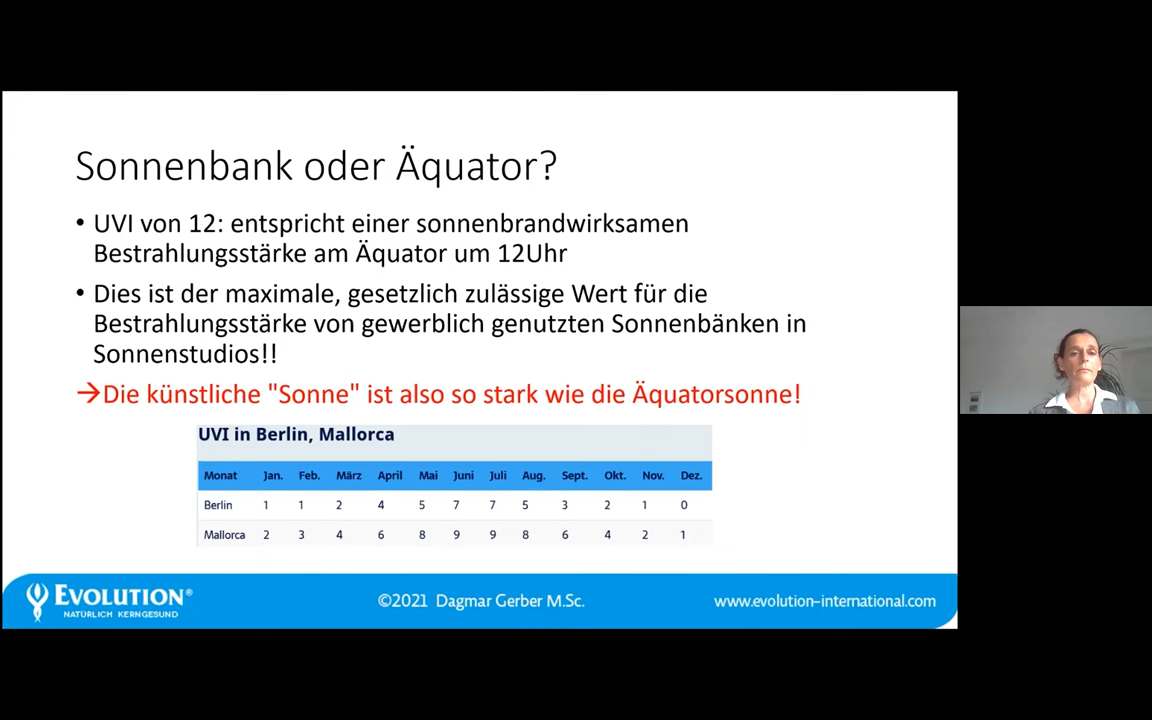 Sonnenbank oder Äquator?
• UVI von 12: entspricht einer sonnenbrandwirksamen
Bestrahlungsstärke am Äquator um 12Uhr
• Dies ist der maximale, gesetzlich zulässige Wert für die
Bestrahlungsstärke von gewerblich genutzten Sonnenbänken in
Sonnenstudios!!
→Die künstliche "Sonne" ist also so stark wie die Äquatorsonne!
UVI in Berlin, Mallorca
Monat Jan. Feb. März April Mai Juni Juli Aug. Sept. Okt. Nov. Dez.
Berlin 1 1 2 4 5 7 7 5 3 2 1 0
Mallorca 2 3 4 6 8 9 9 8 6 4 2 1
EVOLUTION®
NATÜRLICH KERNGESUND
©2021 Dagmar Gerber M.Sc.
www.evolution-international.com